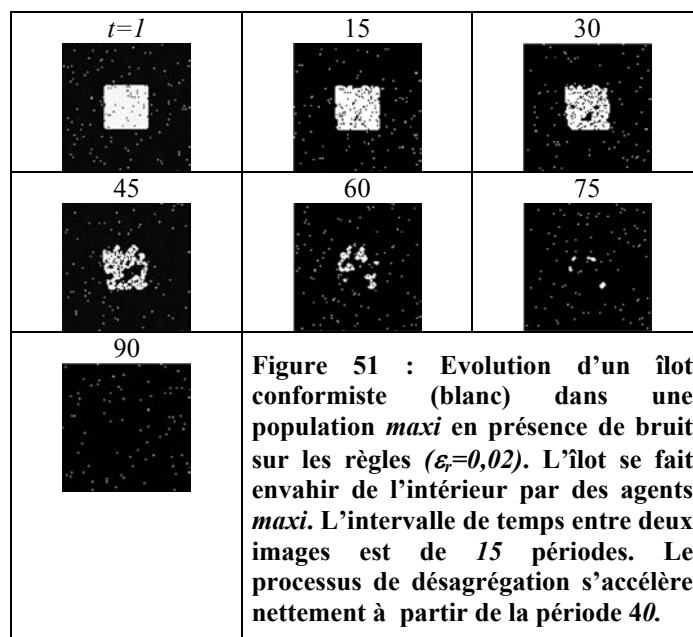 t=1 15 30
45 60 75
90
Figure 51 : Evolution d'un îlot
conformiste (blanc) dans une
population maxi en présence de bruit
sur les règles (εr=0,02). L'îlot se fait
envahir de l'intérieur par des agents
maxi. L'intervalle de temps entre deux
images est de 15 périodes. Le
processus de désagrégation s'accélère
nettement à partir de la période 40.